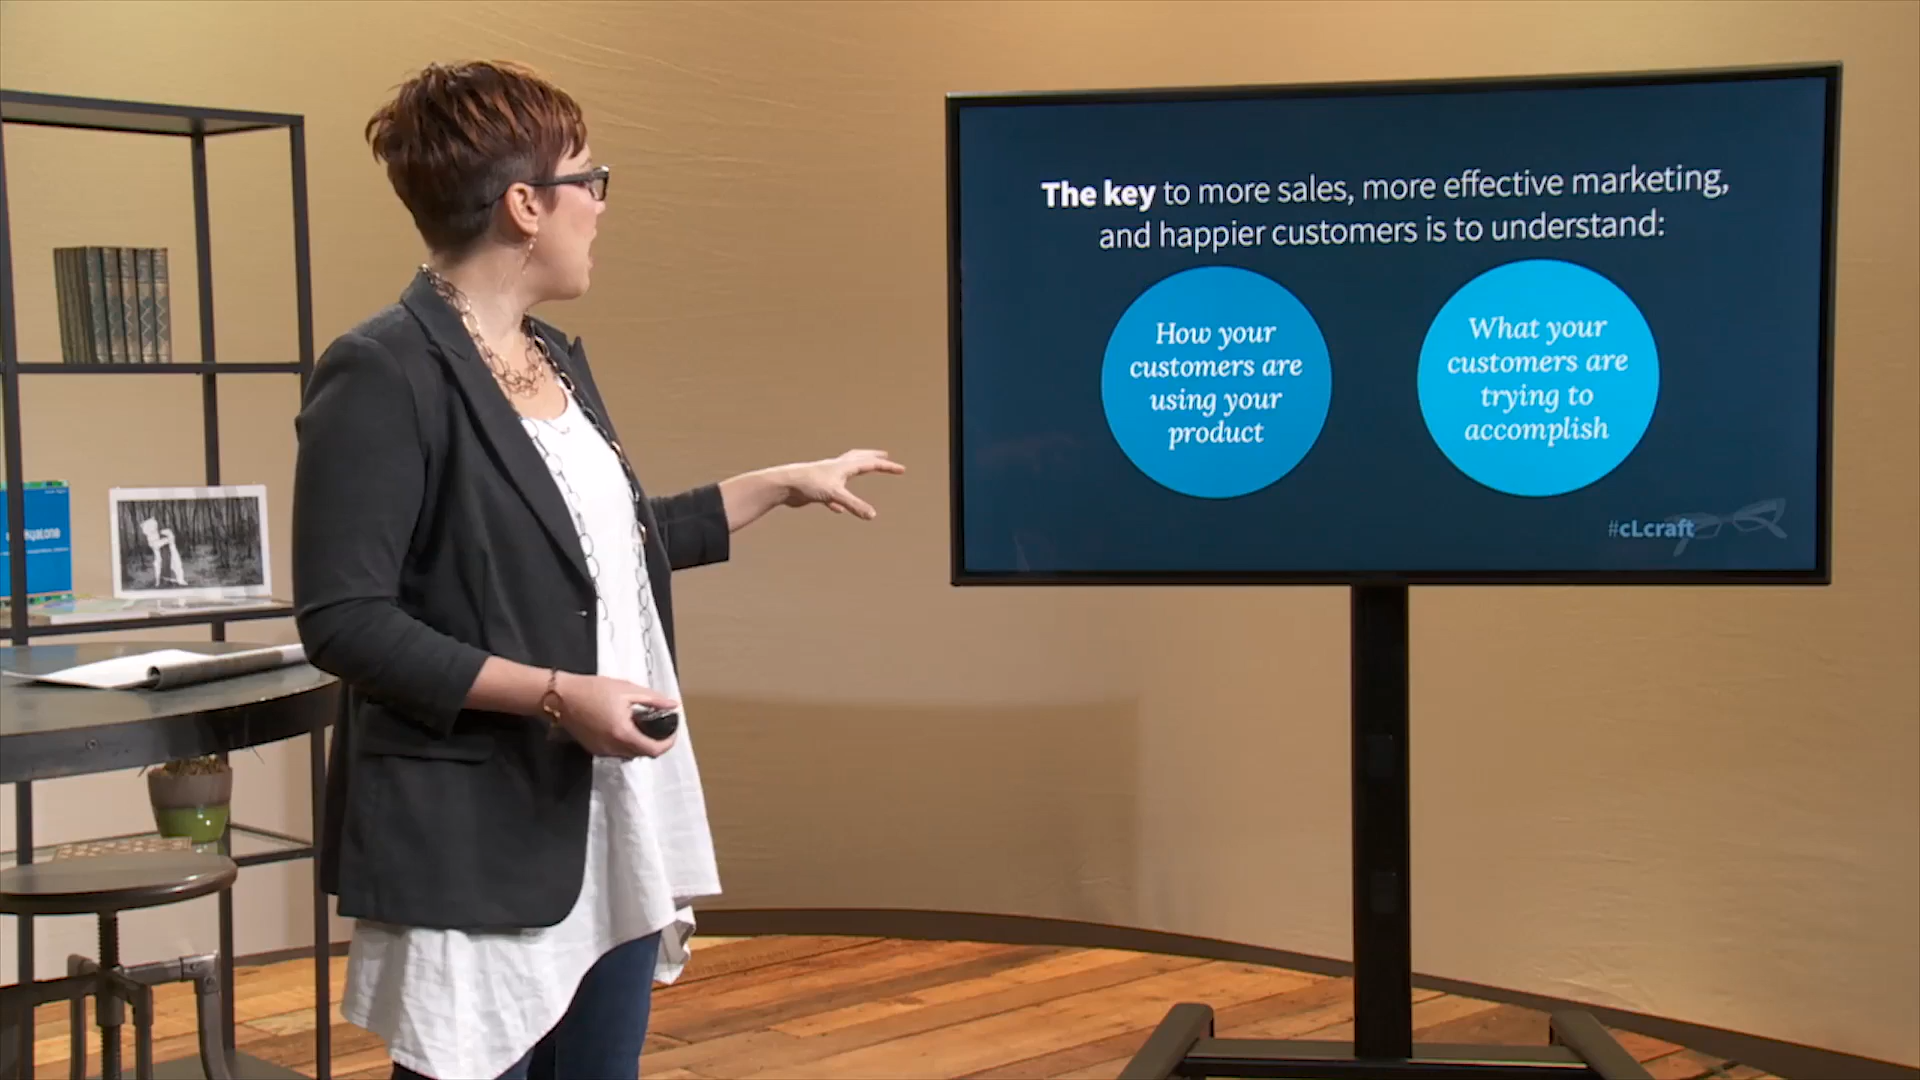 The key to more sales, more effective marketing,
and happier customers is to understand:
How your
customers are
using your
product
What your
customers are
trying to
accomplish
#cLcraft